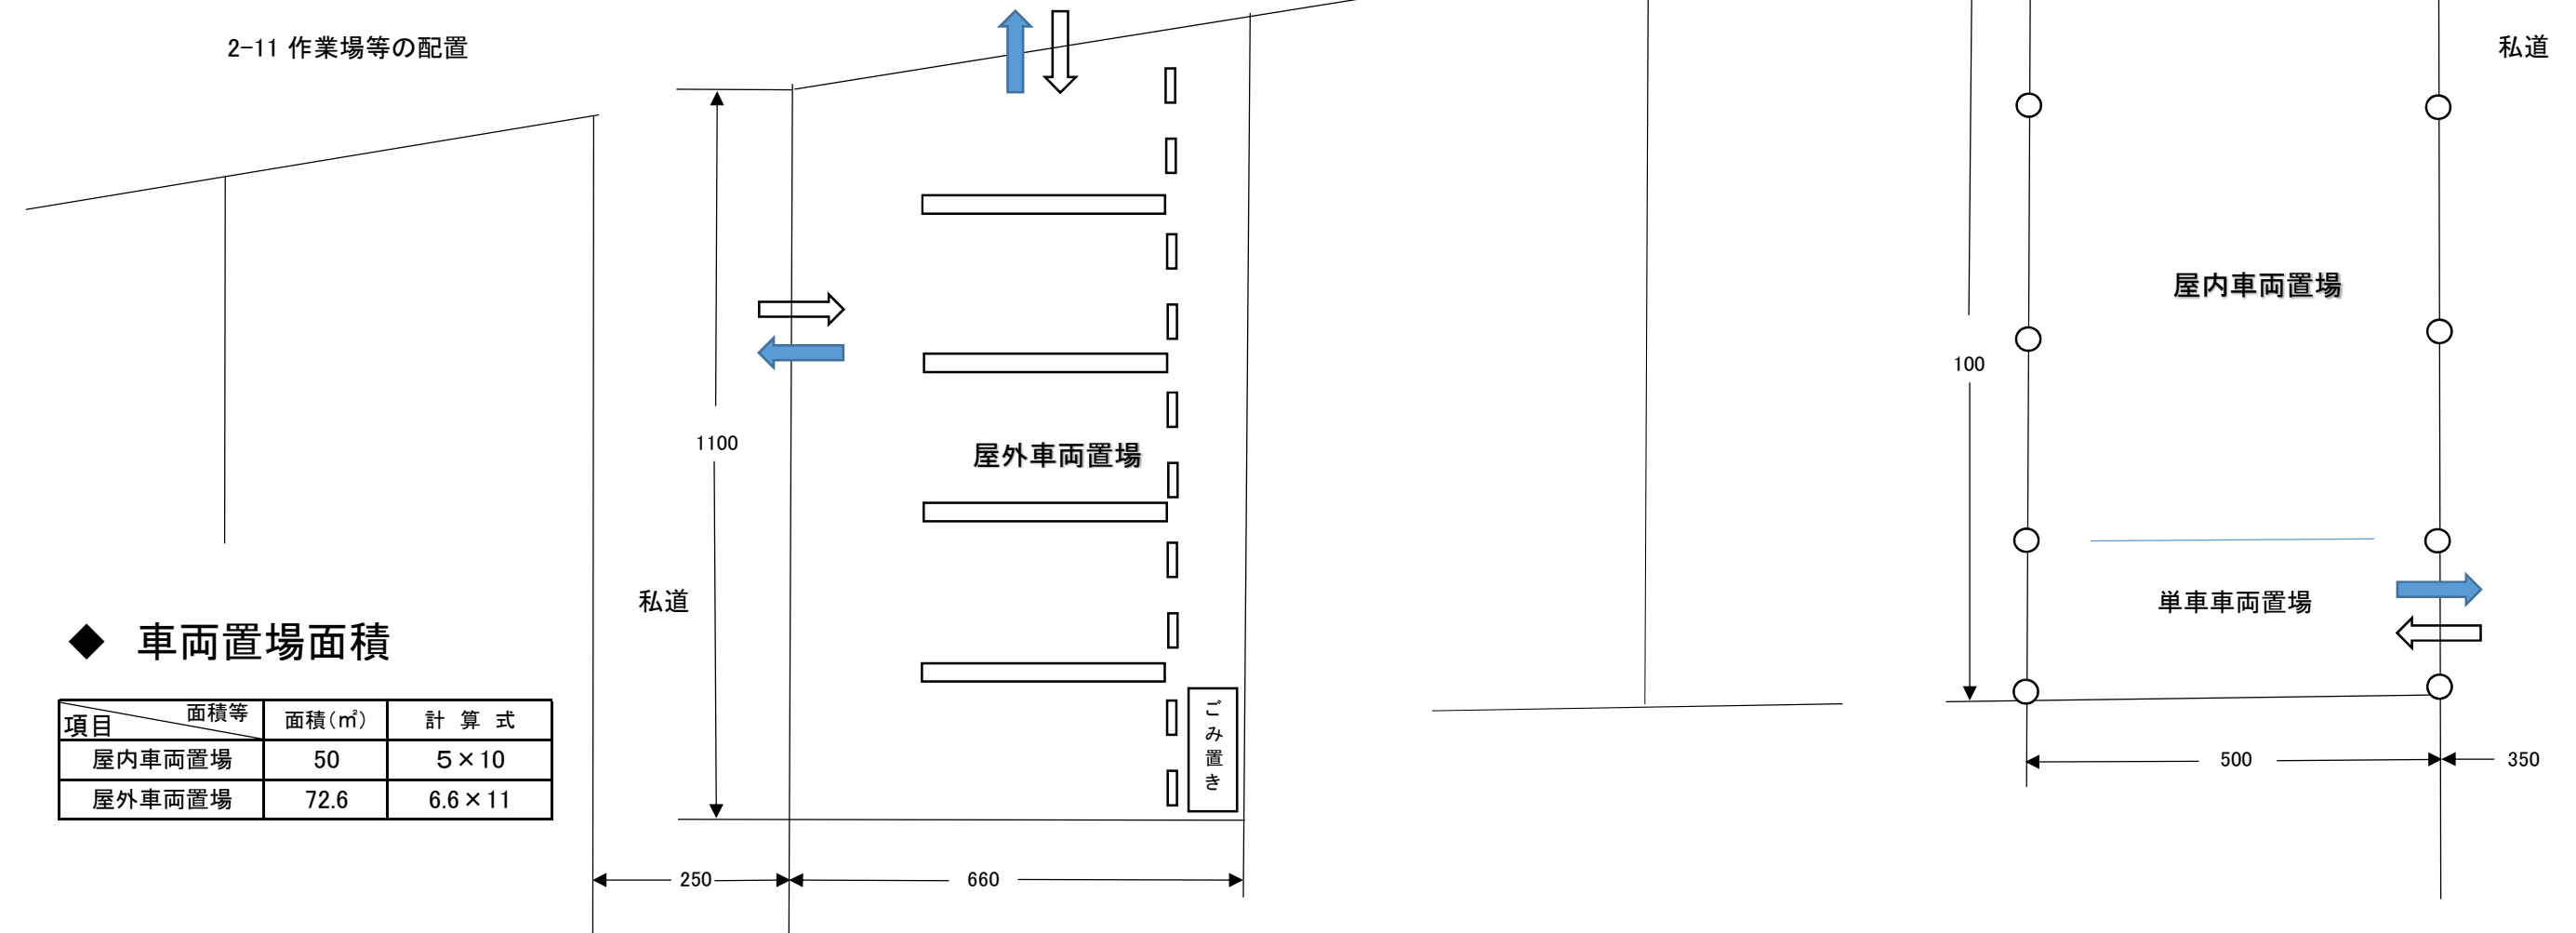 2-11 作業場等の配置
私道
屋内車両置場
100
1100
屋外車両置場
私道
単車車両置場
◆ 車両置場面積
面積等
項目
面積(㎡)
計 算 式
屋内車両置場
50
5×10
屋外車両置場
72.6
6.6×11
ごみ置き
500
350
250
660